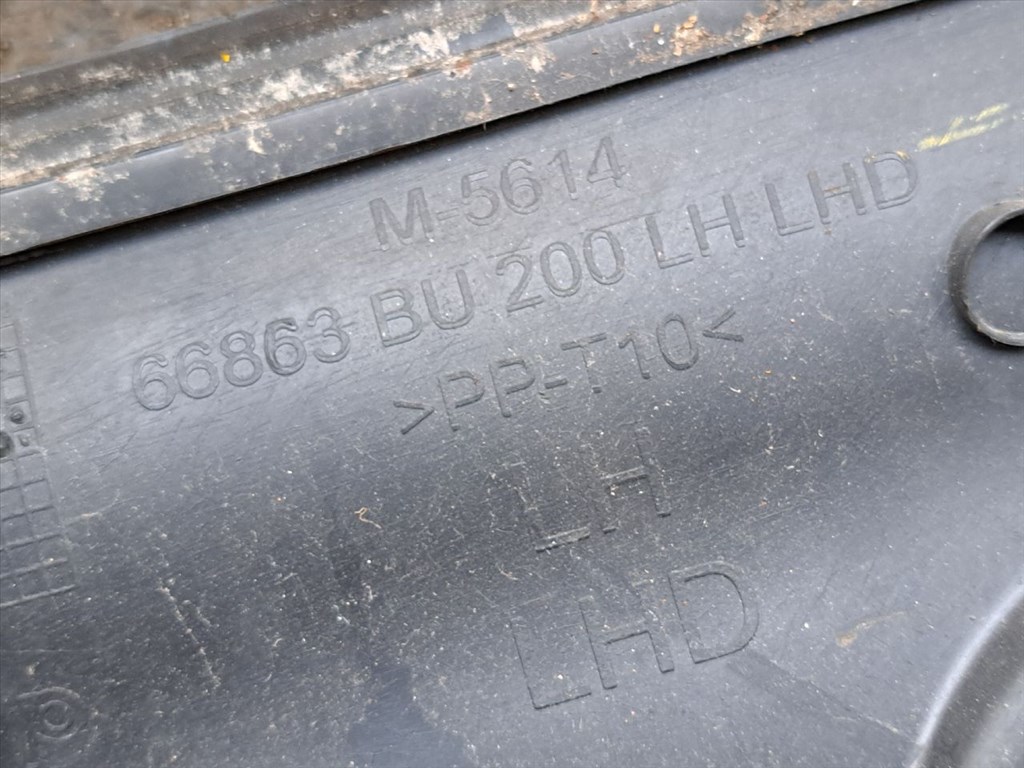 M-5614
66863 BU 200 LH LHD
>PP-T10<
LH
LHD